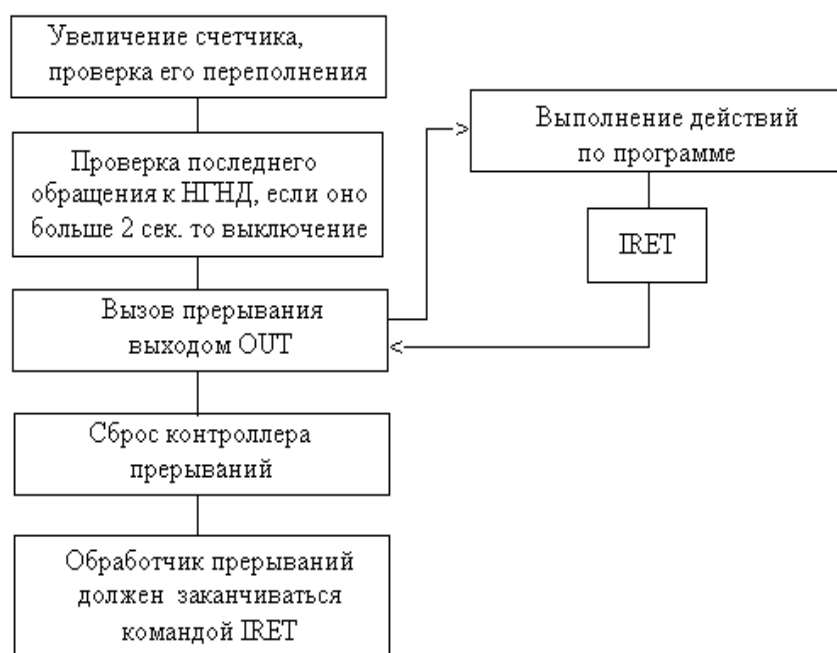 Увеличение счетчика,
проверка его переполнения
Проверка последнего
обращения к НГНД, если оно
больше 2 сек. то выключение
Вызов прерывания
выходом OUT
Сброс контроллера
прерываний
Обработчик прерываний
должен заканчиваться
командой IRET
Выполнение действий
по программе
IRET